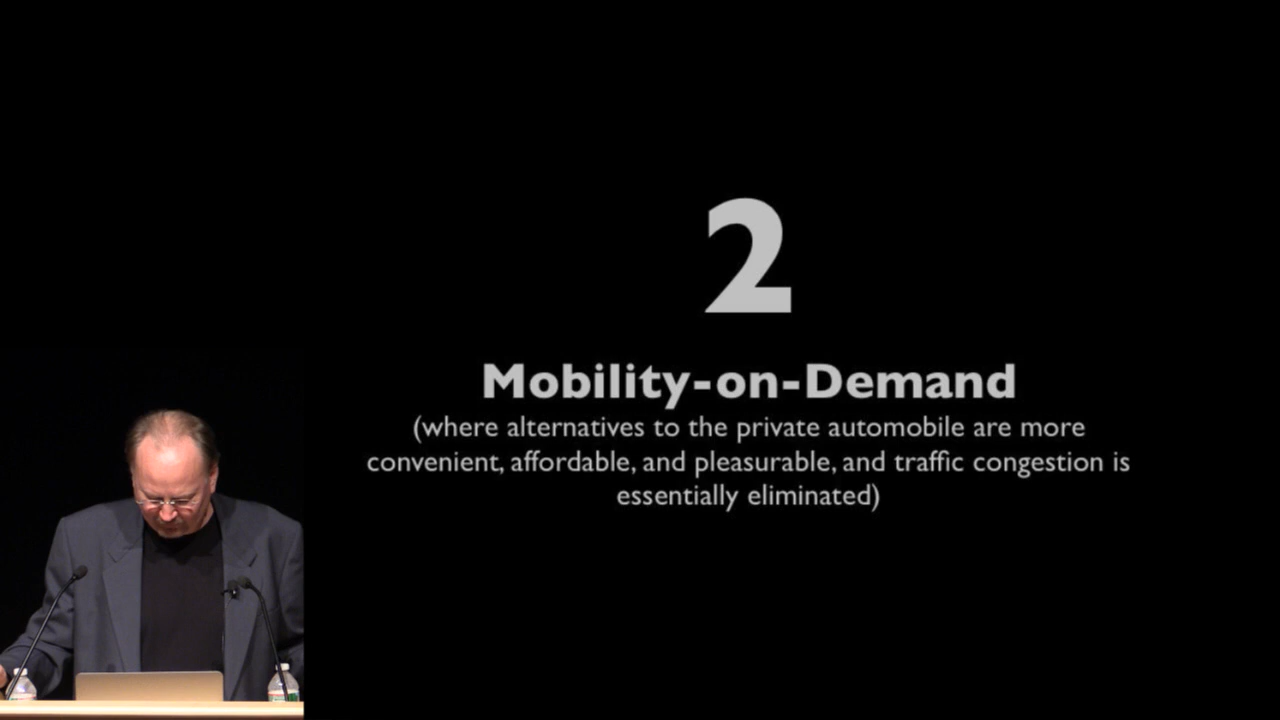 2
Mobility-on-Demand
(where alternatives to the private automobile are more
convenient, affordable, and pleasurable, and traffic congestion is
essentially eliminated)